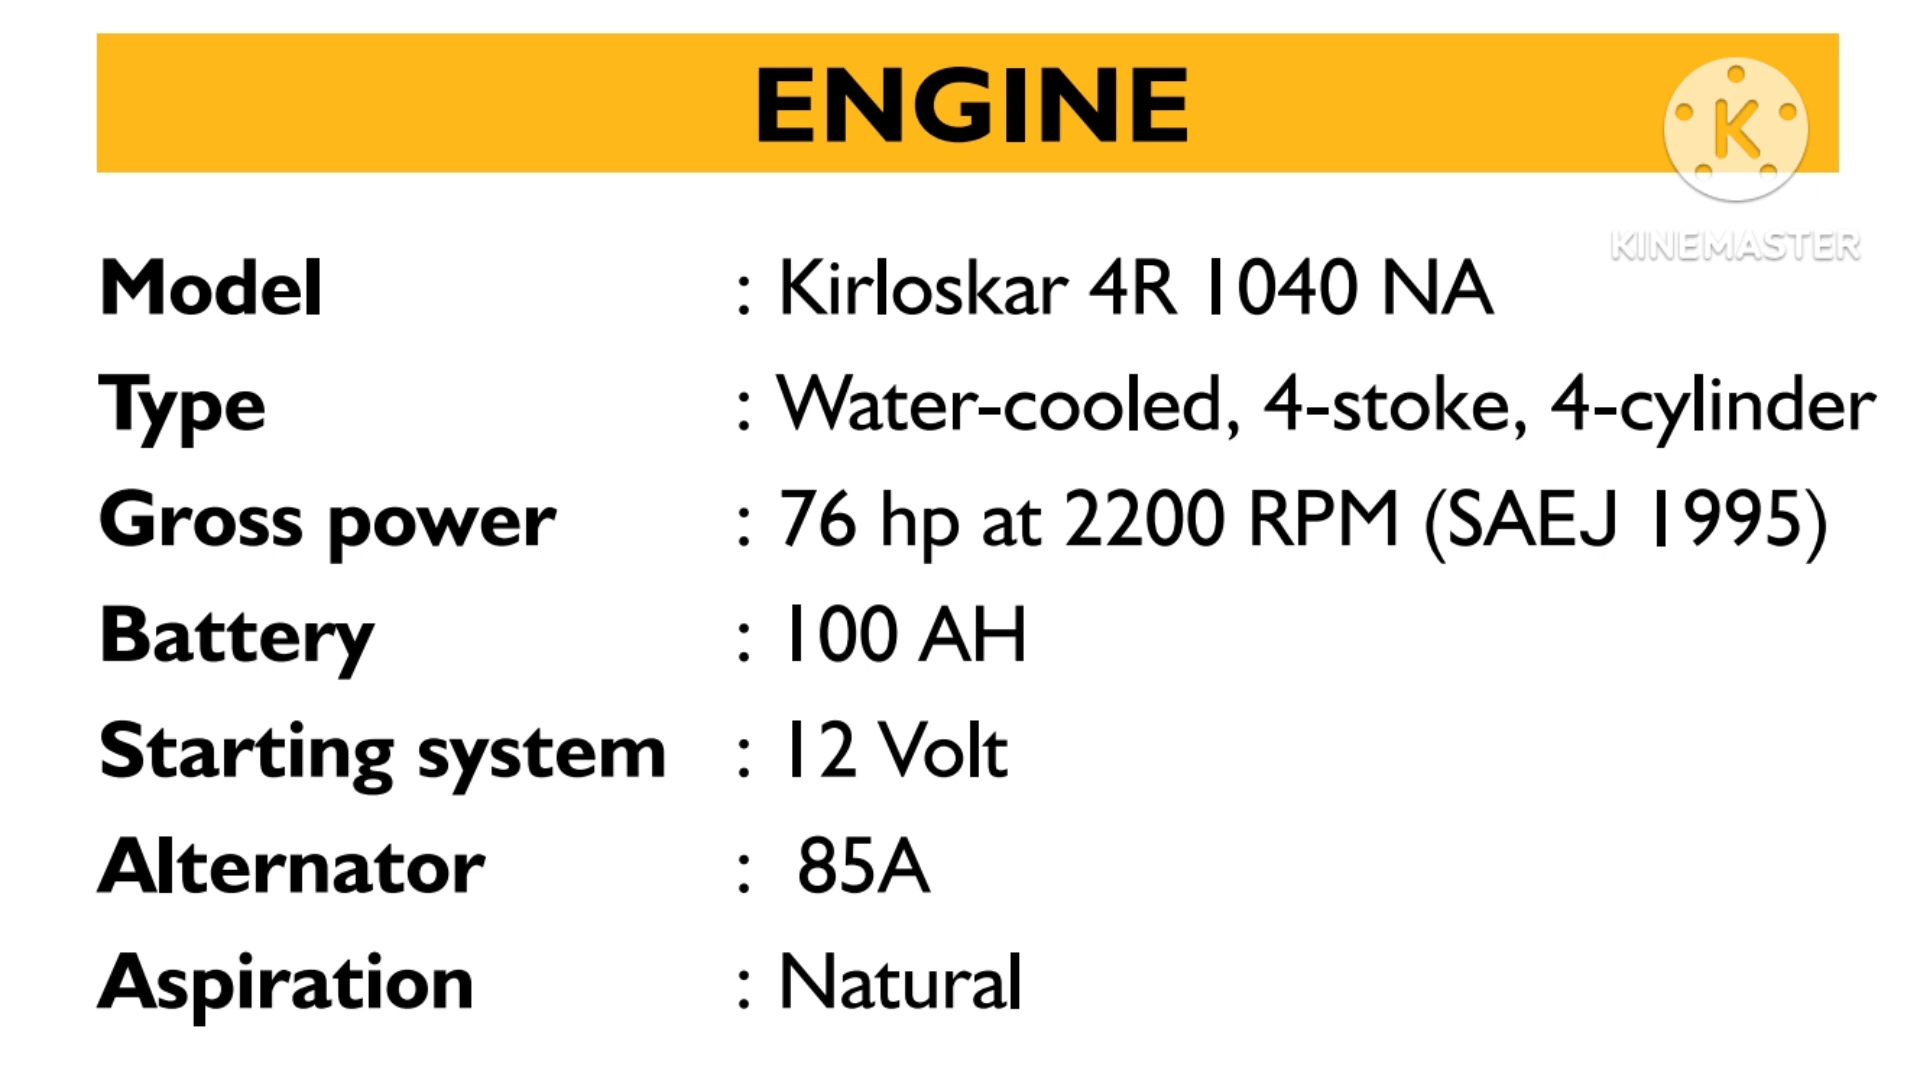 ENGINE
K
KINEMASTER
Model : Kirloskar 4R 1040 NA
Type : Water-cooled, 4-stoke, 4-cylinder
Gross power : 76 hp at 2200 RPM (SAEJ 1995)
Battery : 100 AH
Starting system : 12 Volt
Alternator : 85A
Aspiration : Natural